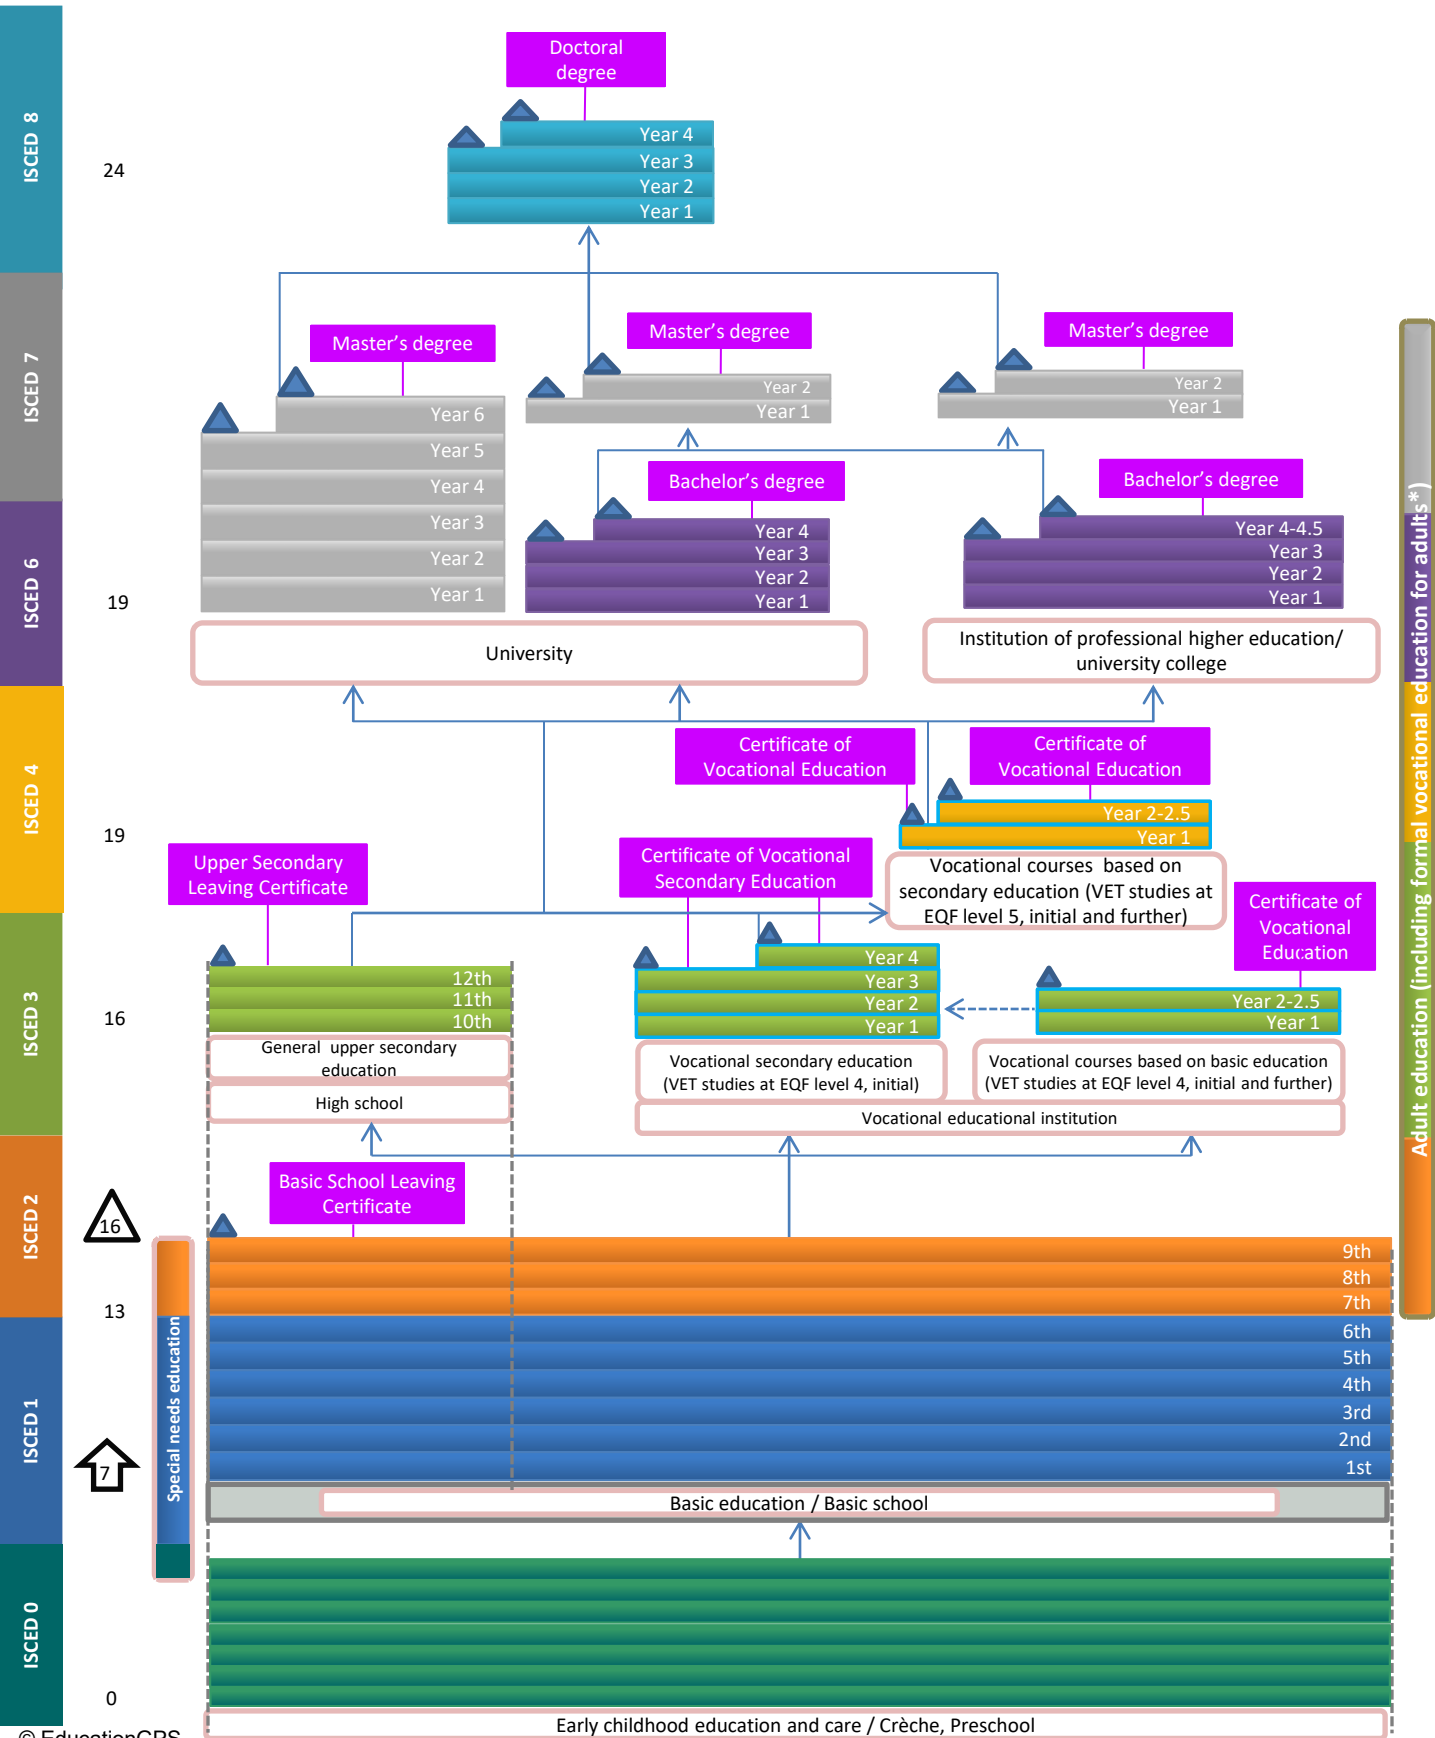 ISCED 8
24
Doctoral
degree
Year 4
Year 3
Year 2
Year 1
ISCED 7
Master's degree
Year 6
Year 5
Year 4
Year 3
Year 2
Year 1
Master's degree
Year 2
Year 1
Master's degree
Year 2
Year 1
ISCED 6
19
Bachelor's degree
Year 4
Year 3
Year 2
Year 1
Bachelor's degree
Year 4-4.5
Year 3
Year 2
Year 1
University
Institution of professional higher education/
university college
ISCED 4
19
Certificate of
Vocational Education
Certificate of
Vocational Education
Year 2-2.5
Year 1
Vocational courses based on
secondary education (VET studies at
EQF level 5, initial and further)
ISCED 3
16
Upper Secondary
Leaving Certificate
12th
11th
10th
General upper secondary
education
High school
Certificate of Vocational
Secondary Education
Year 4
Year 3
Year 2
Year 1
Vocational secondary education
(VET studies at EQF level 4, initial)
Certificate of
Vocational
Education
Year 2-2.5
Year 1
Vocational courses based on basic education
(VET studies at EQF level 4, initial and further)
Vocational educational institution
ISCED 2
16
13
Basic School Leaving
Certificate
9th
8th
7th
ISCED 1
7
6th
5th
4th
3rd
2nd
1st
Special needs education
Basic education / Basic school
ISCED 0
0
Early childhood education and care / Crèche, Preschool
Adult education (including formal vocational education for adults*)
© EducationGPS